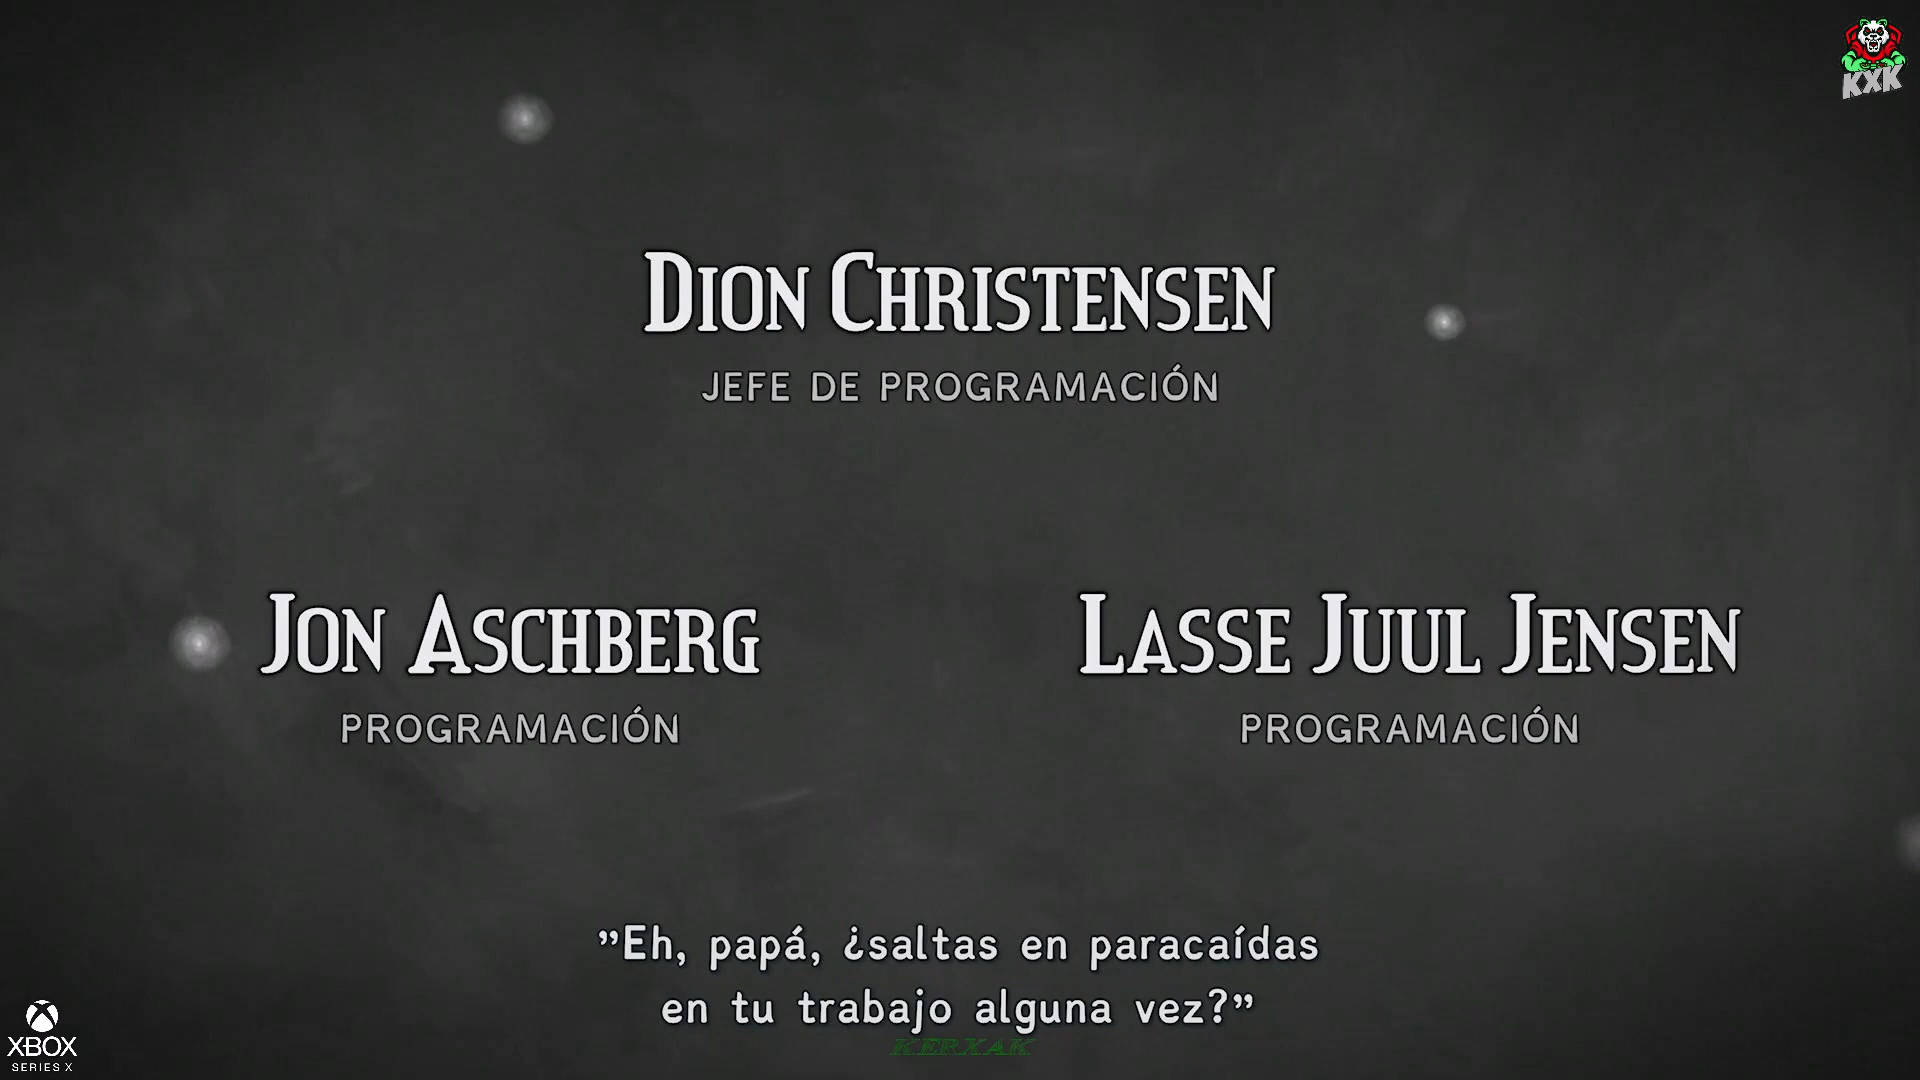 KXK
DION CHRISTENSEN
JEFE DE PROGRAMACIÓN
JON ASCHBERG
PROGRAMACIÓN
LASSE JUUL JENSEN
PROGRAMACIÓN
”Eh, papá, ¿saltas en paracaídas
en tu trabajo alguna vez?”
KERXAK
XBOX
SERIES X